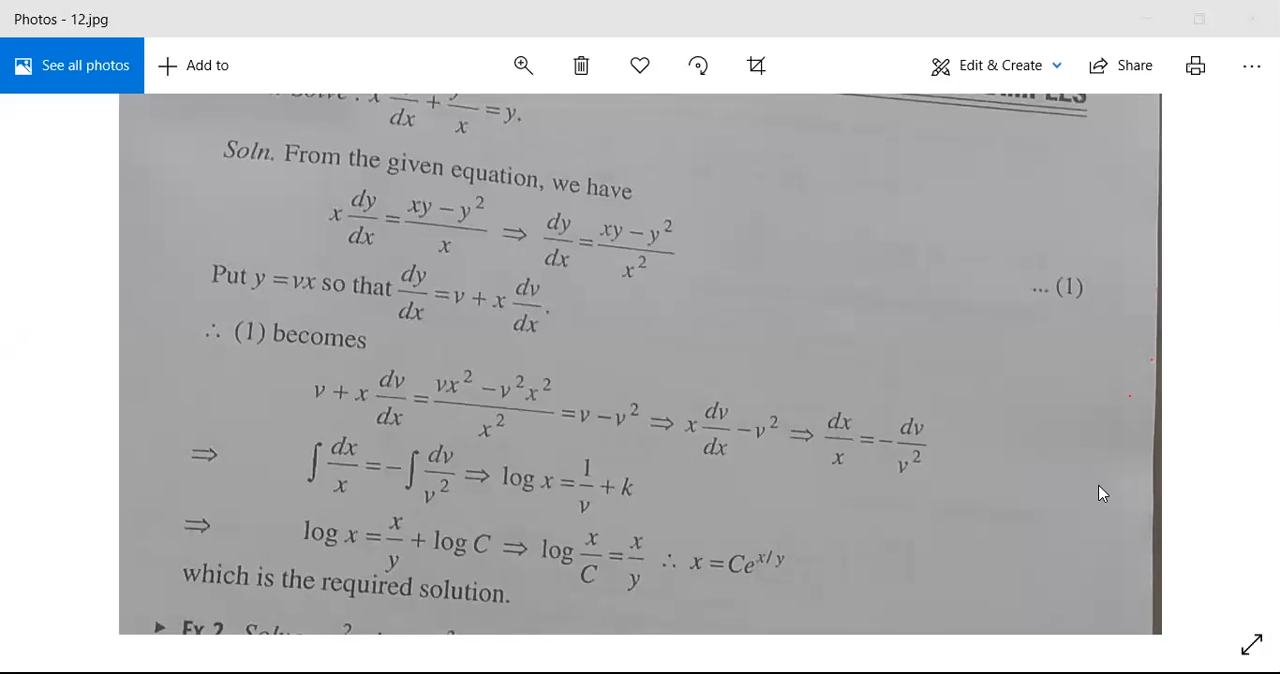 Photos - 12.jpg
See all photos
Add to
Edit & Create
Share
dx + x = y.
Soln. From the given equation, we have
x dy/dx = (xy − y²)/x ⇒ dy/dx = (xy − y²)/x²
... (1)
Put y = vx so that dy/dx = v + x dv/dx.
∴ (1) becomes
v + x dv/dx = (vx² − v²x²)/x² = v − v² ⇒ x dv/dx − v² ⇒ dx/x = − dv/v²
⇒ ∫ dx/x = − ∫ dv/v² ⇒ log x = 1/v + k
⇒ log x = x/y + log C ⇒ log x/C = x/y ∴ x = Ce^(x/y)
which is the required solution.